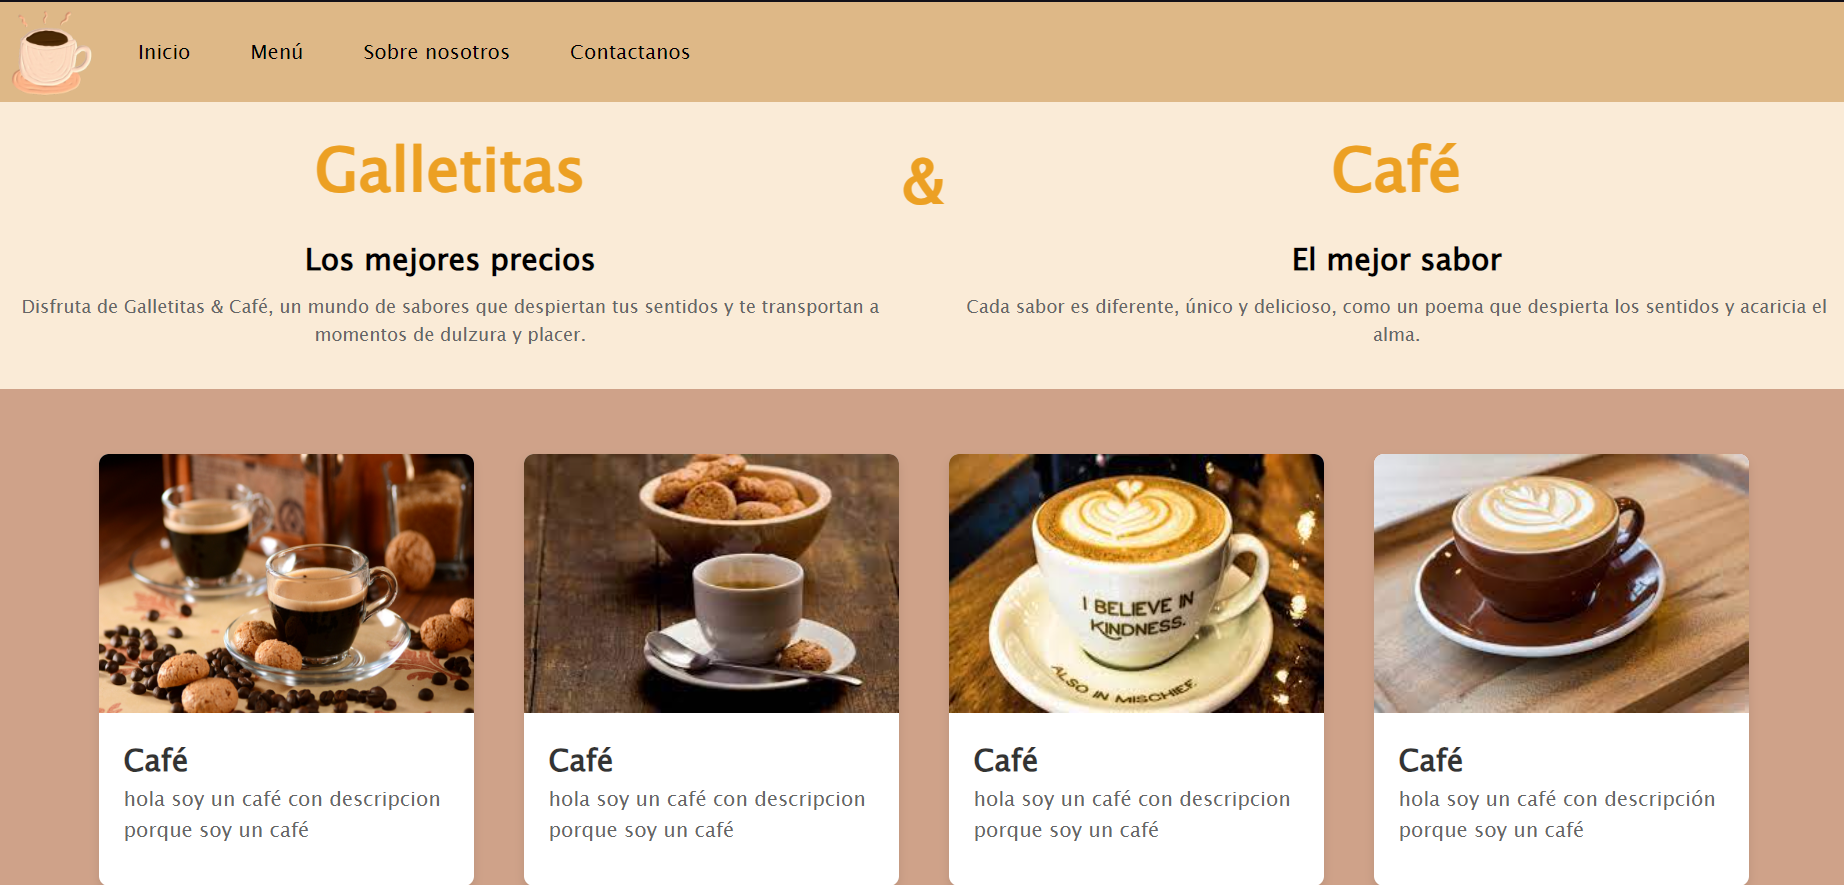 Inicio Menú Sobre nosotros Contactanos
Galletitas & Café
Los mejores precios
Disfruta de Galletitas & Café, un mundo de sabores que despiertan tus sentidos y te transportan a
momentos de dulzura y placer.
El mejor sabor
Cada sabor es diferente, único y delicioso, como un poema que despierta los sentidos y acaricia el
alma.
I BELIEVE IN
KINDNESS.
ALSO IN MISCHIEF.
Café
hola soy un café con descripcion
porque soy un café
Café
hola soy un café con descripcion
porque soy un café
Café
hola soy un café con descripcion
porque soy un café
Café
hola soy un café con descripción
porque soy un café